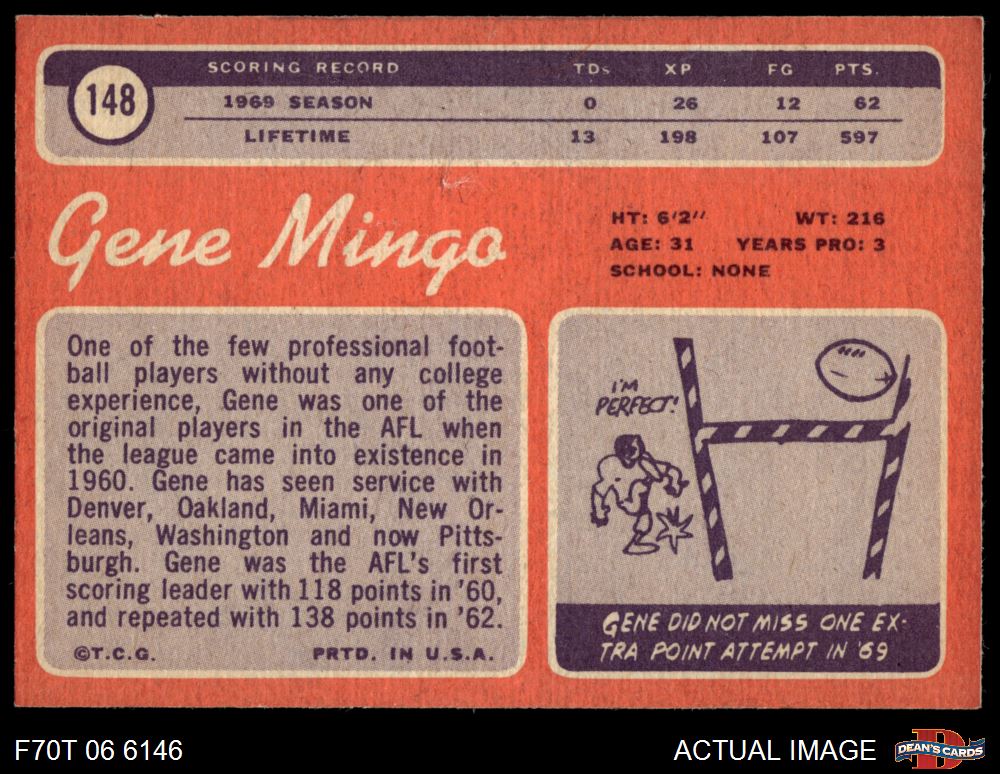 148
SCORING RECORD TDs XP FG PTS.
1969 SEASON 0 26 12 62
LIFETIME 13 198 107 597
Gene Mingo
HT: 6'2" WT: 216
AGE: 31 YEARS PRO: 3
SCHOOL: NONE
One of the few professional foot-
ball players without any college
experience, Gene was one of the
original players in the AFL when
the league came into existence in
1960. Gene has seen service with
Denver, Oakland, Miami, New Or-
leans, Washington and now Pitts-
burgh. Gene was the AFL's first
scoring leader with 118 points in '60,
and repeated with 138 points in '62.
©T.C.G. PRTD. IN U.S.A.
I'M
PERFECT!
GENE DID NOT MISS ONE EX-
TRA POINT ATTEMPT IN '69
F70T 06 6146
ACTUAL IMAGE
D
DEAN'S CARDS